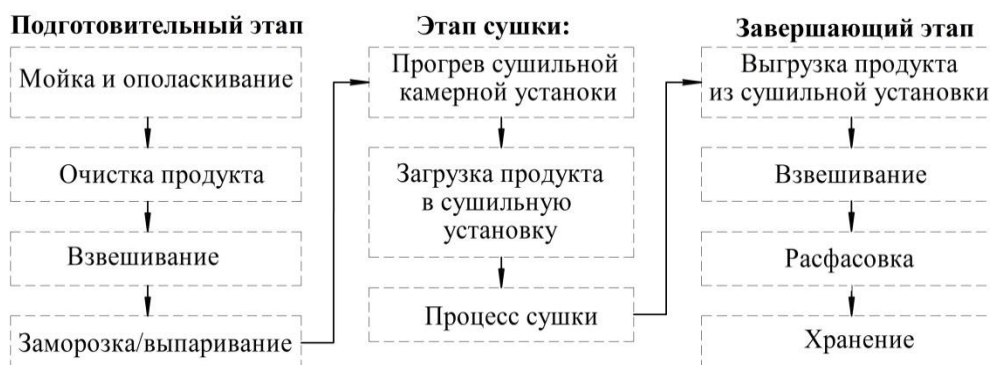 Подготовительный этап
Мойка и ополаскивание
Очистка продукта
Взвешивание
Заморозка/выпаривание
Этап сушки:
Прогрев сушильной
камерной устаноки
Загрузка продукта
в сушильную
установку
Процесс сушки
Завершающий этап
Выгрузка продукта
из сушильной установки
Взвешивание
Расфасовка
Хранение